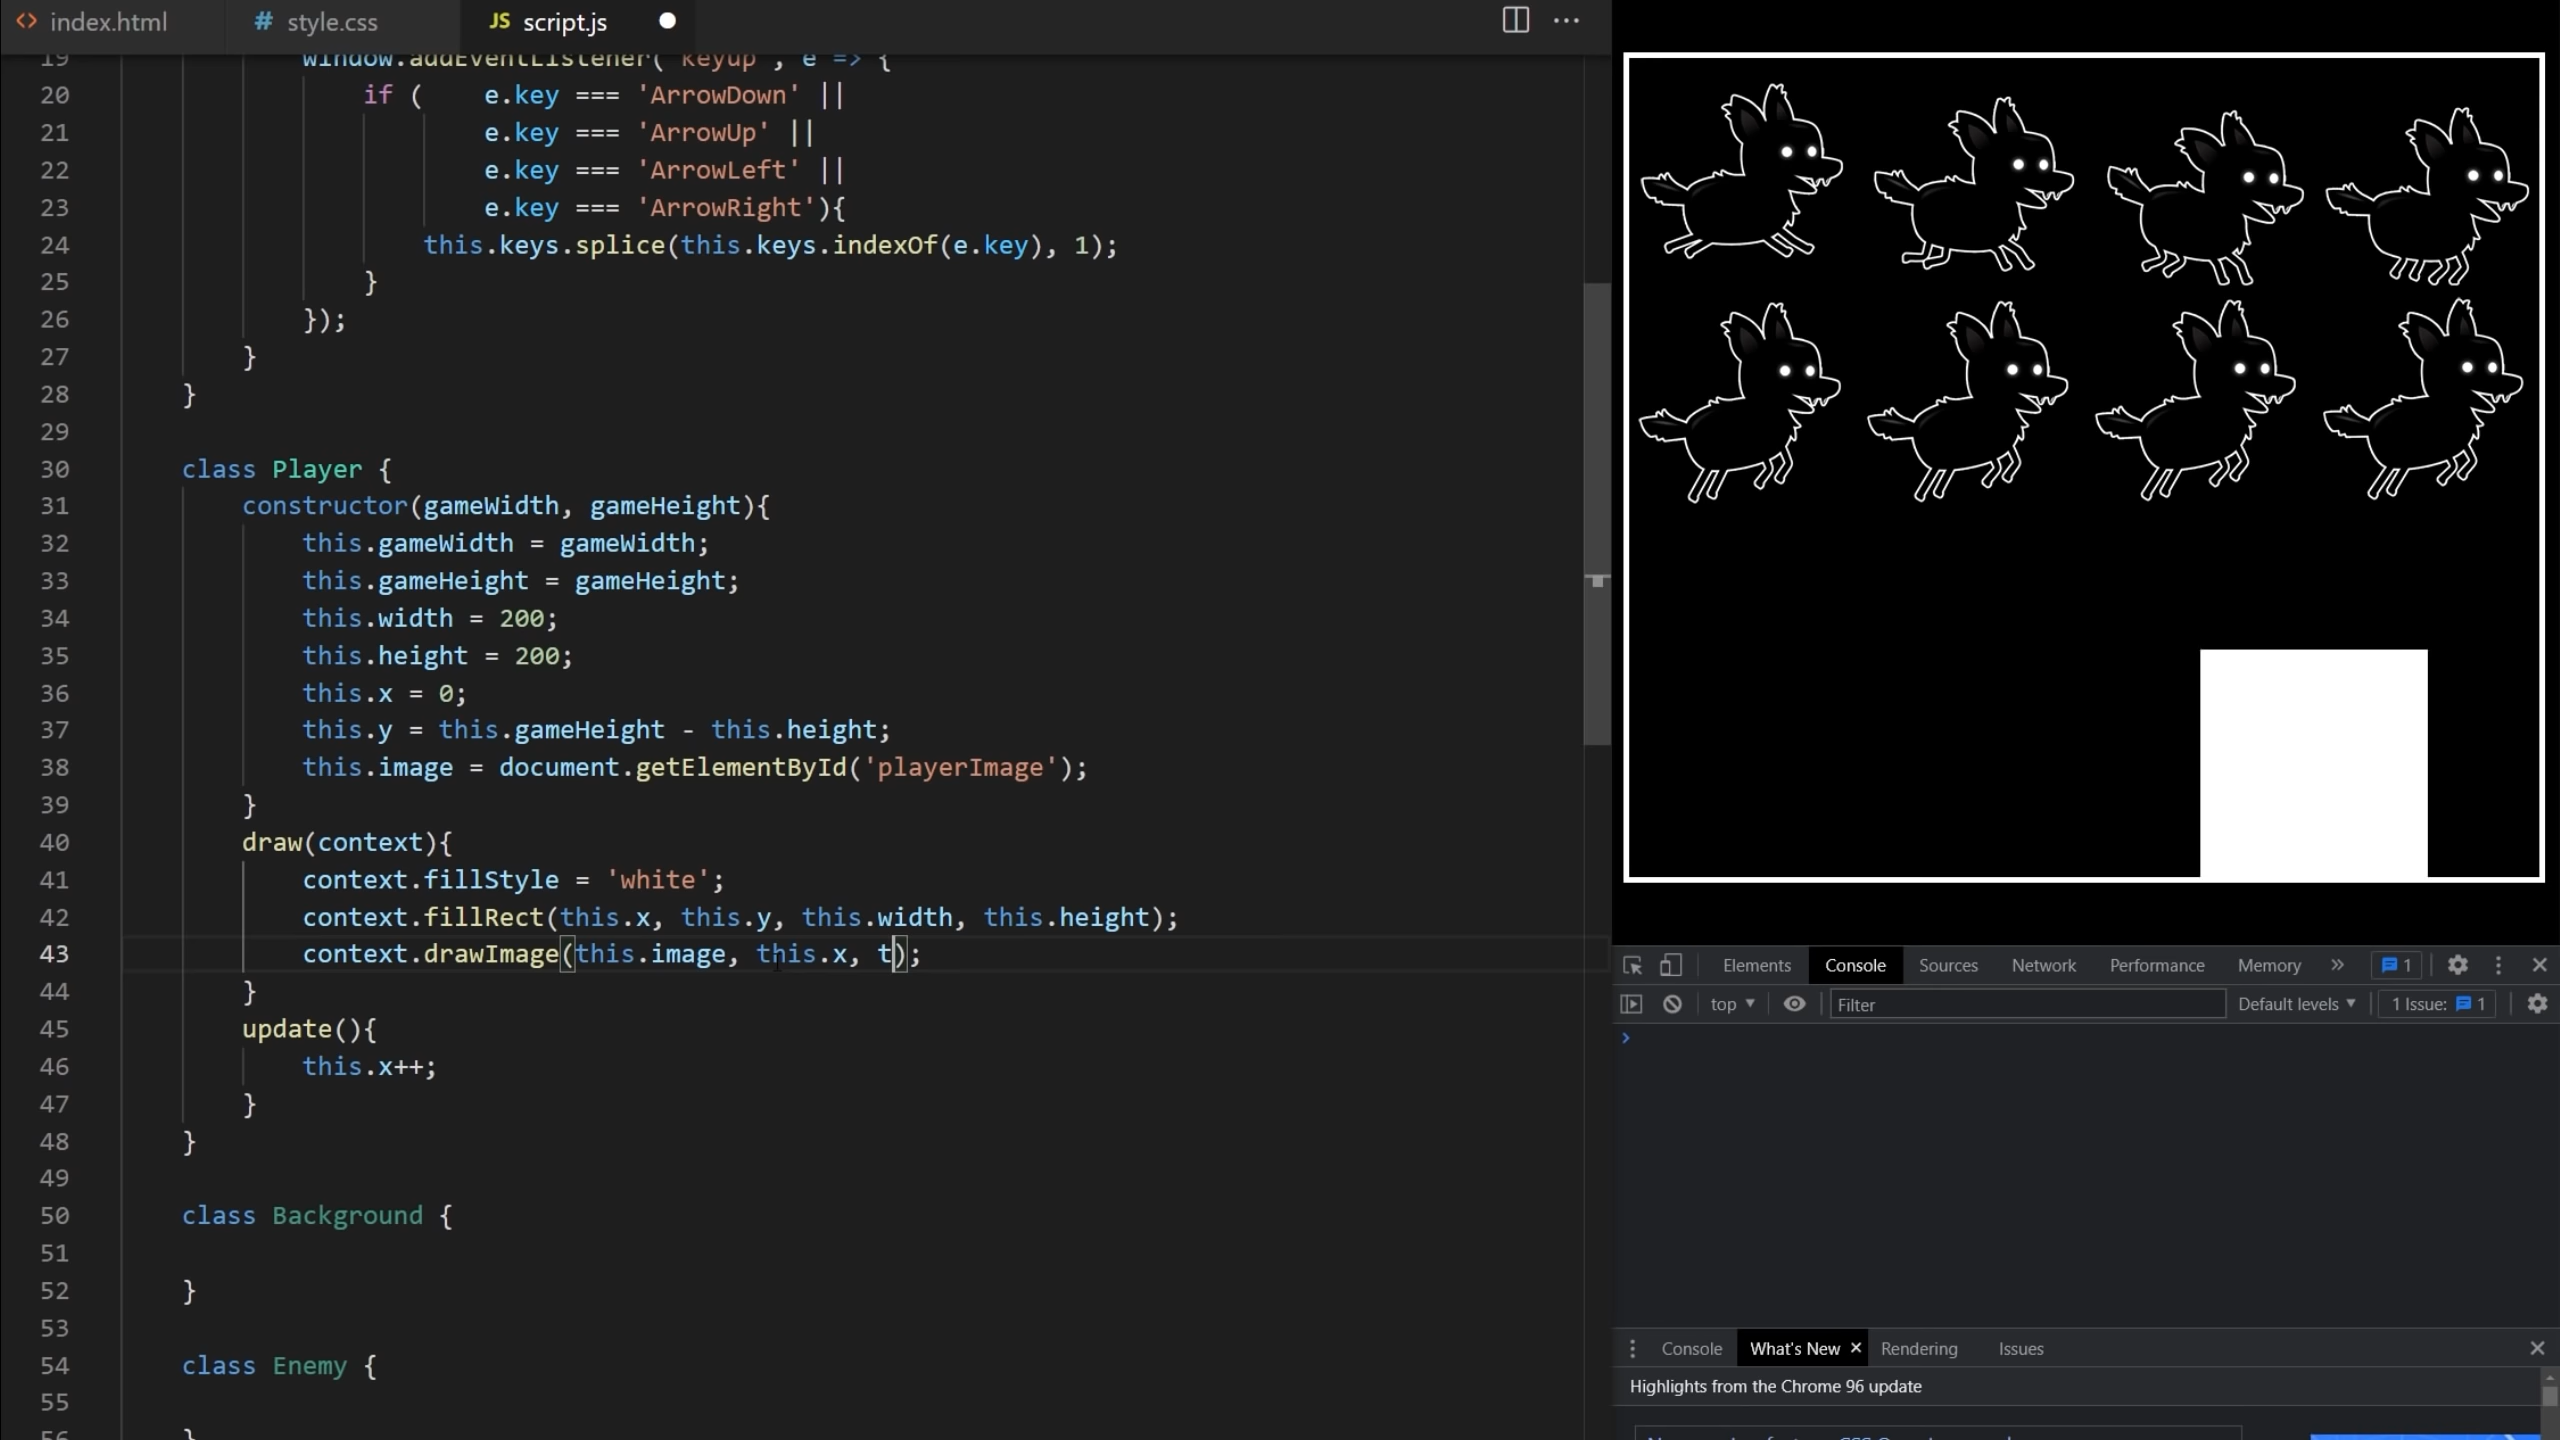 index.html
# style.css
JS script.js
19 window.addEventListener('keyup', e => {
20 if ( e.key === 'ArrowDown' ||
21 e.key === 'ArrowUp' ||
22 e.key === 'ArrowLeft' ||
23 e.key === 'ArrowRight'){
24 this.keys.splice(this.keys.indexOf(e.key), 1);
25 }
26 });
27 }
28 }
29
30 class Player {
31 constructor(gameWidth, gameHeight){
32 this.gameWidth = gameWidth;
33 this.gameHeight = gameHeight;
34 this.width = 200;
35 this.height = 200;
36 this.x = 0;
37 this.y = this.gameHeight - this.height;
38 this.image = document.getElementById('playerImage');
39 }
40 draw(context){
41 context.fillStyle = 'white';
42 context.fillRect(this.x, this.y, this.width, this.height);
43 context.drawImage(this.image, this.x, t);
44 }
45 update(){
46 this.x++;
47 }
48 }
49
50 class Background {
51
52 }
53
54 class Enemy {
55
56 }
Elements Console Sources Network Performance Memory » 1
top Filter Default levels 1 Issue: 1
Console What's New Rendering Issues
Highlights from the Chrome 96 update